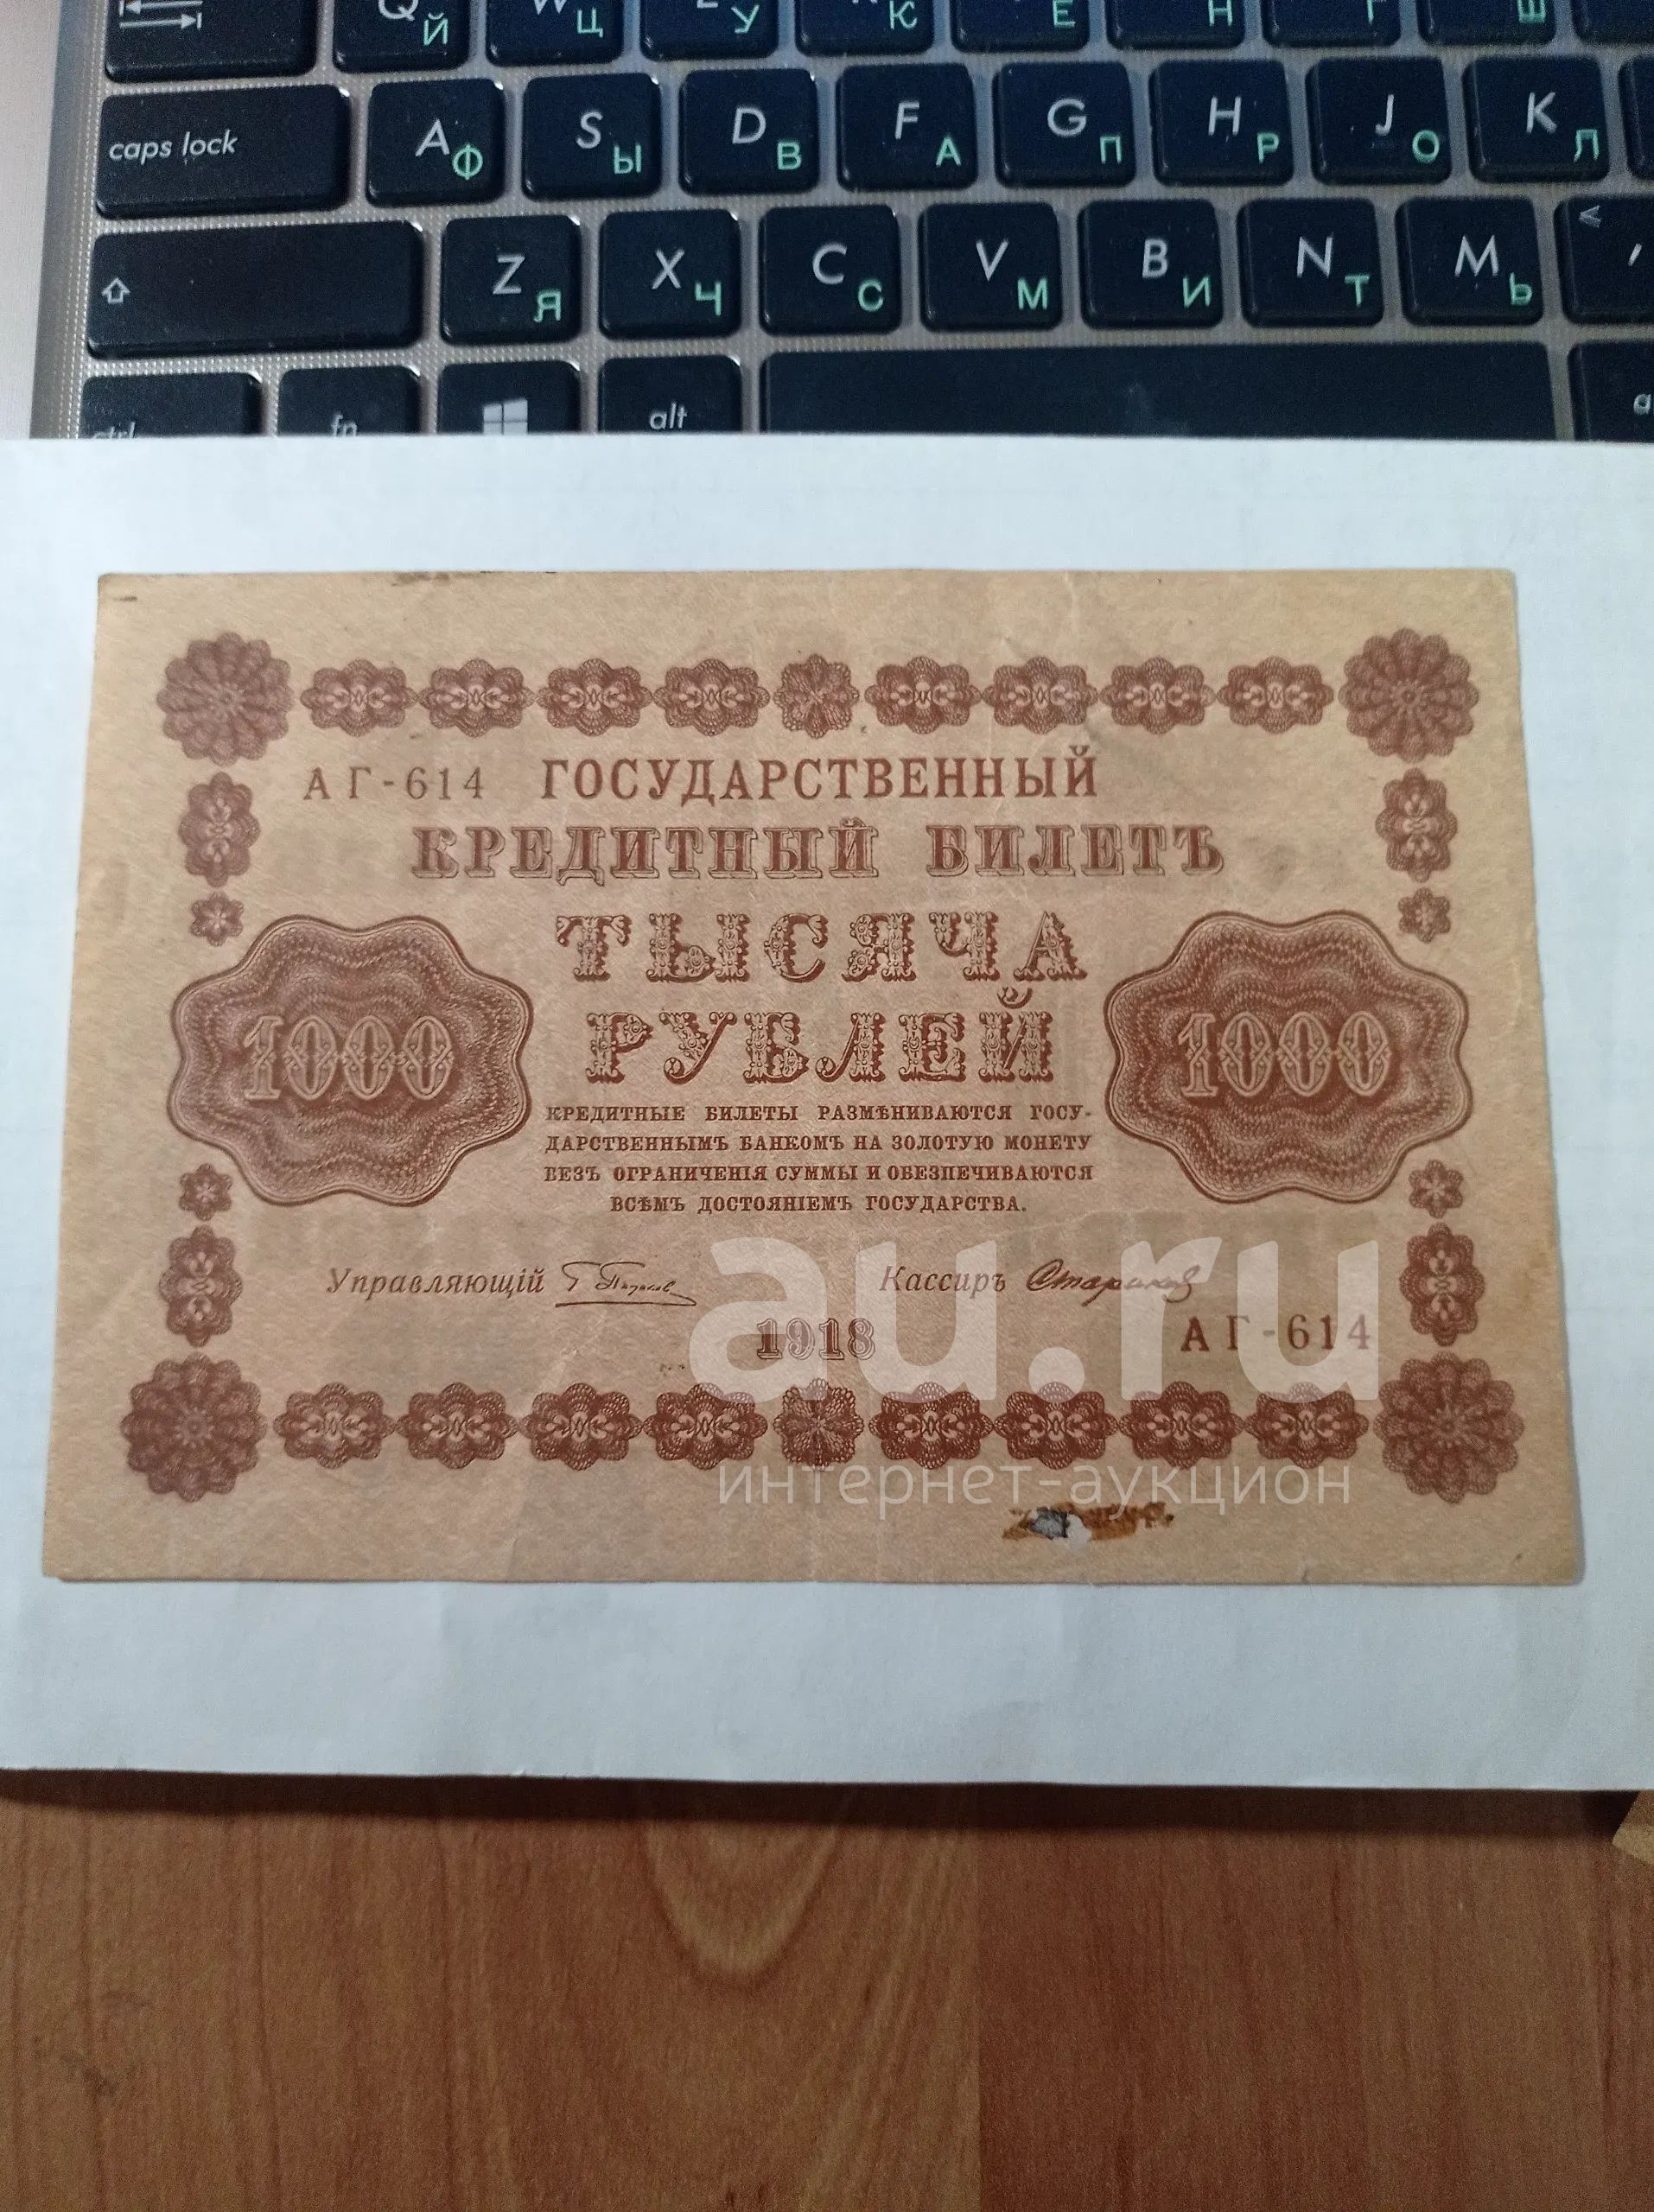 Q Й W Ц У К Е Н Г Ш
caps lock A Ф S Ы D В F А G П H Р J О K Л
Z Я X Ч C С V М B И N Т M Ь < ,
ctrl fn alt a
АГ-614 ГОСУДАРСТВЕННЫЙ
КРЕДИТНЫЙ БИЛЕТЪ
ТЫСЯЧА
РУБЛЕЙ
1000 1000
КРЕДИТНЫЕ БИЛЕТЫ РАЗМѢНИВАЮТСЯ ГОСУ-
ДАРСТВЕННЫМЪ БАНКОМЪ НА ЗОЛОТУЮ МОНЕТУ
БЕЗЪ ОГРАНИЧЕНІЯ СУММЫ И ОБЕЗПЕЧИВАЮТСЯ
ВСѢМЪ ДОСТОЯНІЕМЪ ГОСУДАРСТВА.
Управляющій Кассиръ
1918 АГ-614
au.ru
интернет-аукцион